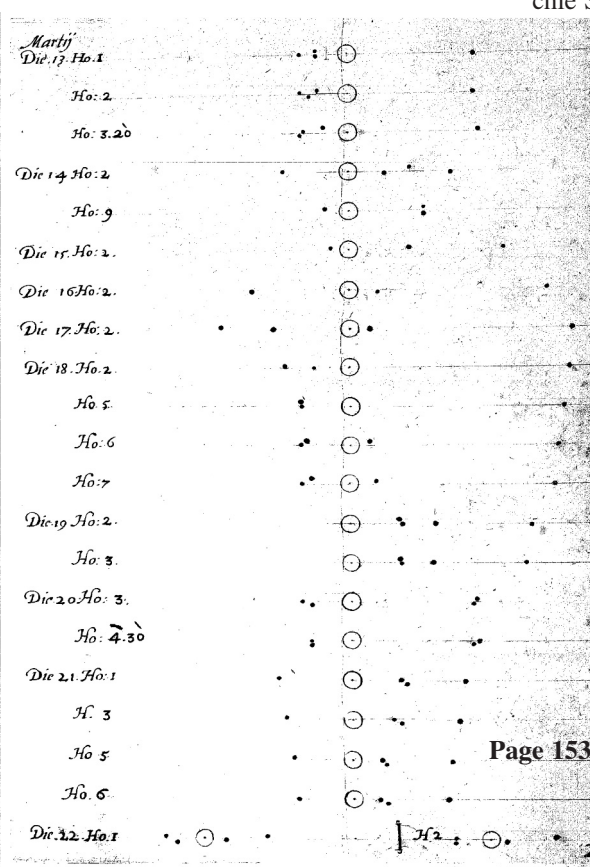 Martij
Die. 13. Ho. 1
Ho: 2
Ho: 3.20
Die 14 Ho: 2
Ho: 9
Die 15. Ho: 2.
Die 16 Ho: 2.
Die 17. Ho: 2.
Die 18. Ho. 2
Ho. 5.
Ho: 6
Ho: 7
Die. 19 Ho: 2.
Ho: 3.
Die 20 Ho: 3.
Ho: 4.30
Die 21. Ho: 1
H. 3
Ho 5
Page 153
Ho. 6
Die. 22. Ho. 1 H 2